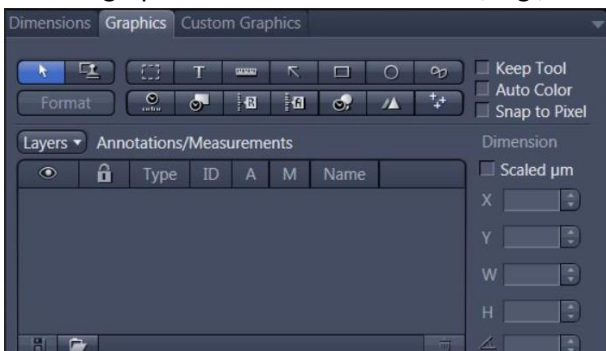 Dimensions Graphics Custom Graphics
T
Keep Tool
Auto Color
Format
Snap to Pixel
Layers Annotations/Measurements
Dimension
Type ID A M Name
Scaled µm
X
Y
W
H